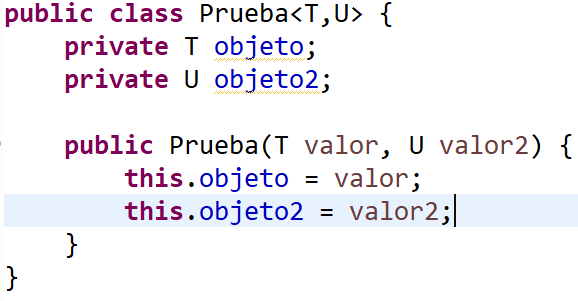 public class Prueba<T,U> {
    private T objeto;
    private U objeto2;

    public Prueba(T valor, U valor2) {
        this.objeto = valor;
        this.objeto2 = valor2;
    }
}